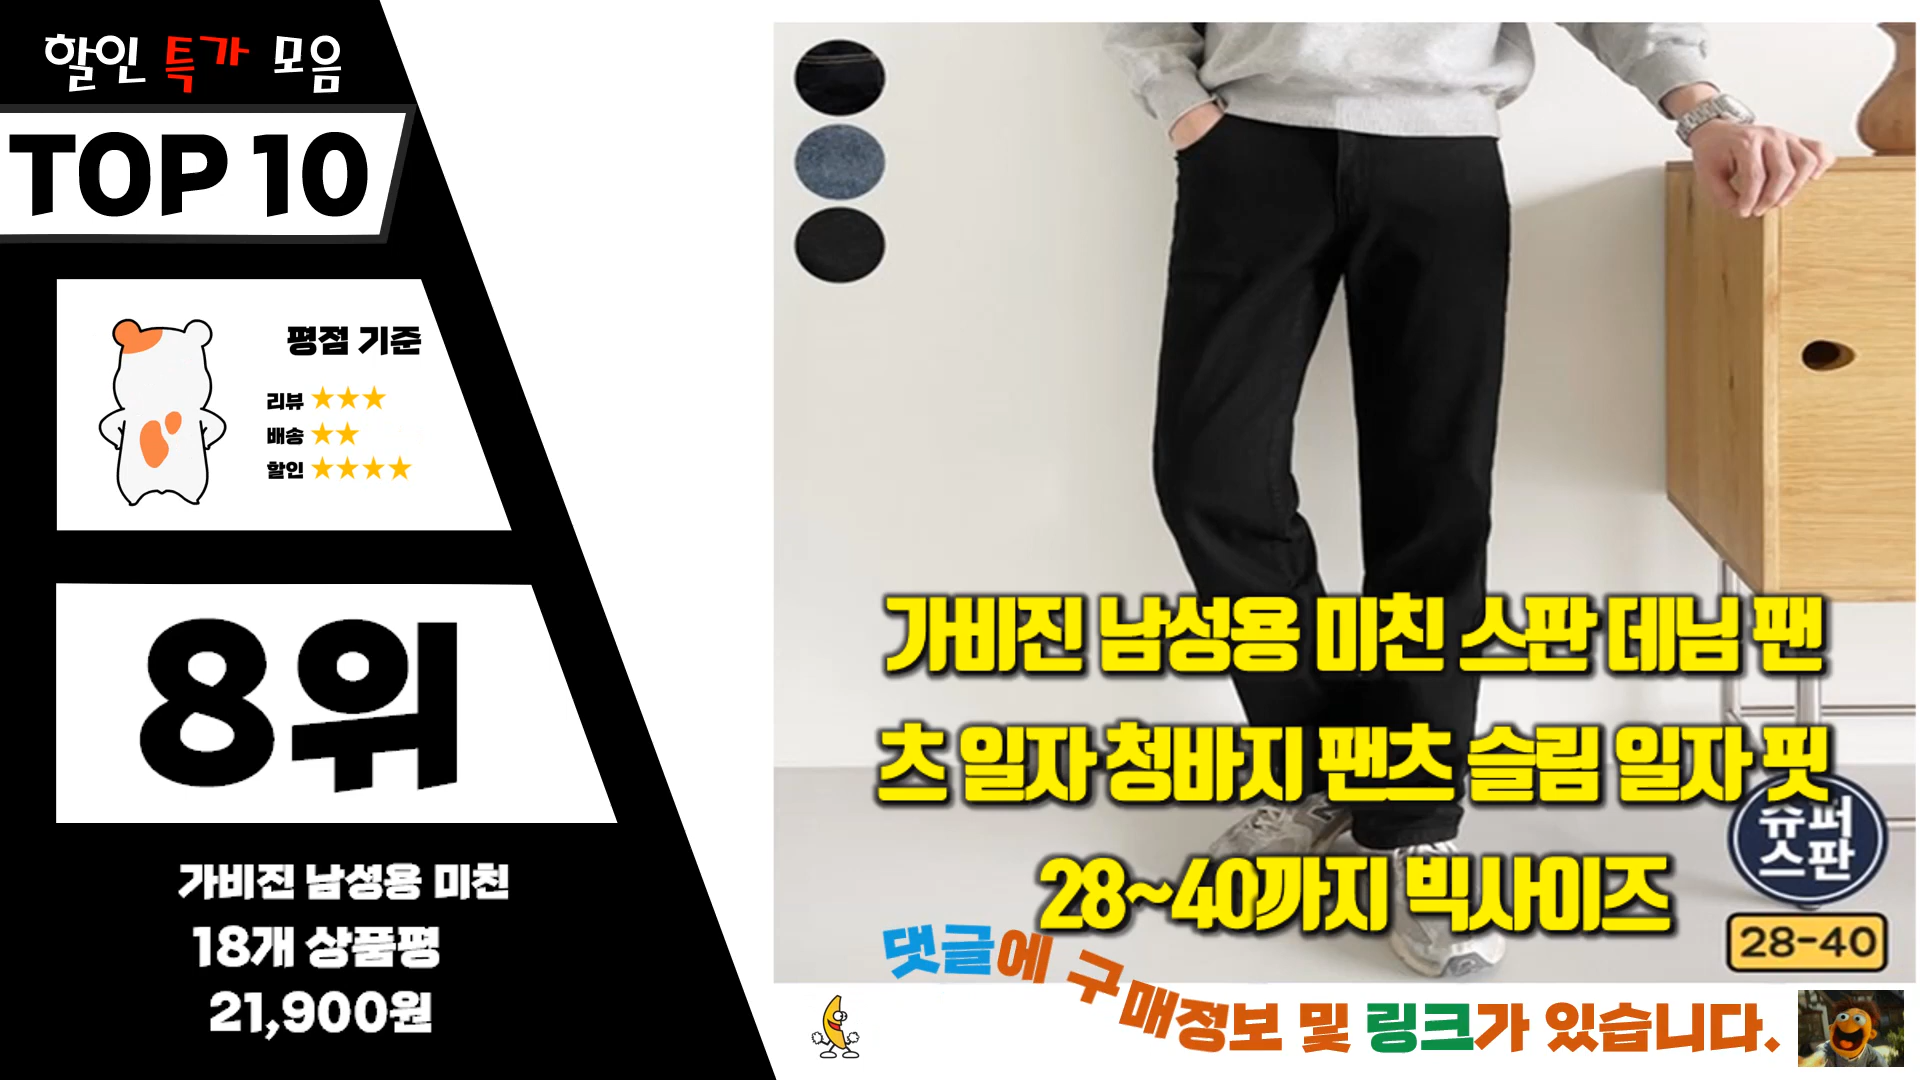 할인 특가 모음
TOP 10
평점 기준
리뷰 ★★★
배송 ★★
할인 ★★★★
8위
가비진 남성용 미친
18개 상품평
21,900원
가비진 남성용 미친 스판 데님 팬
츠 일자 청바지 팬츠 슬림 일자 핏
28~40까지 빅사이즈
슈퍼
스판
28-40
댓글에 구매정보 및 링크가 있습니다.